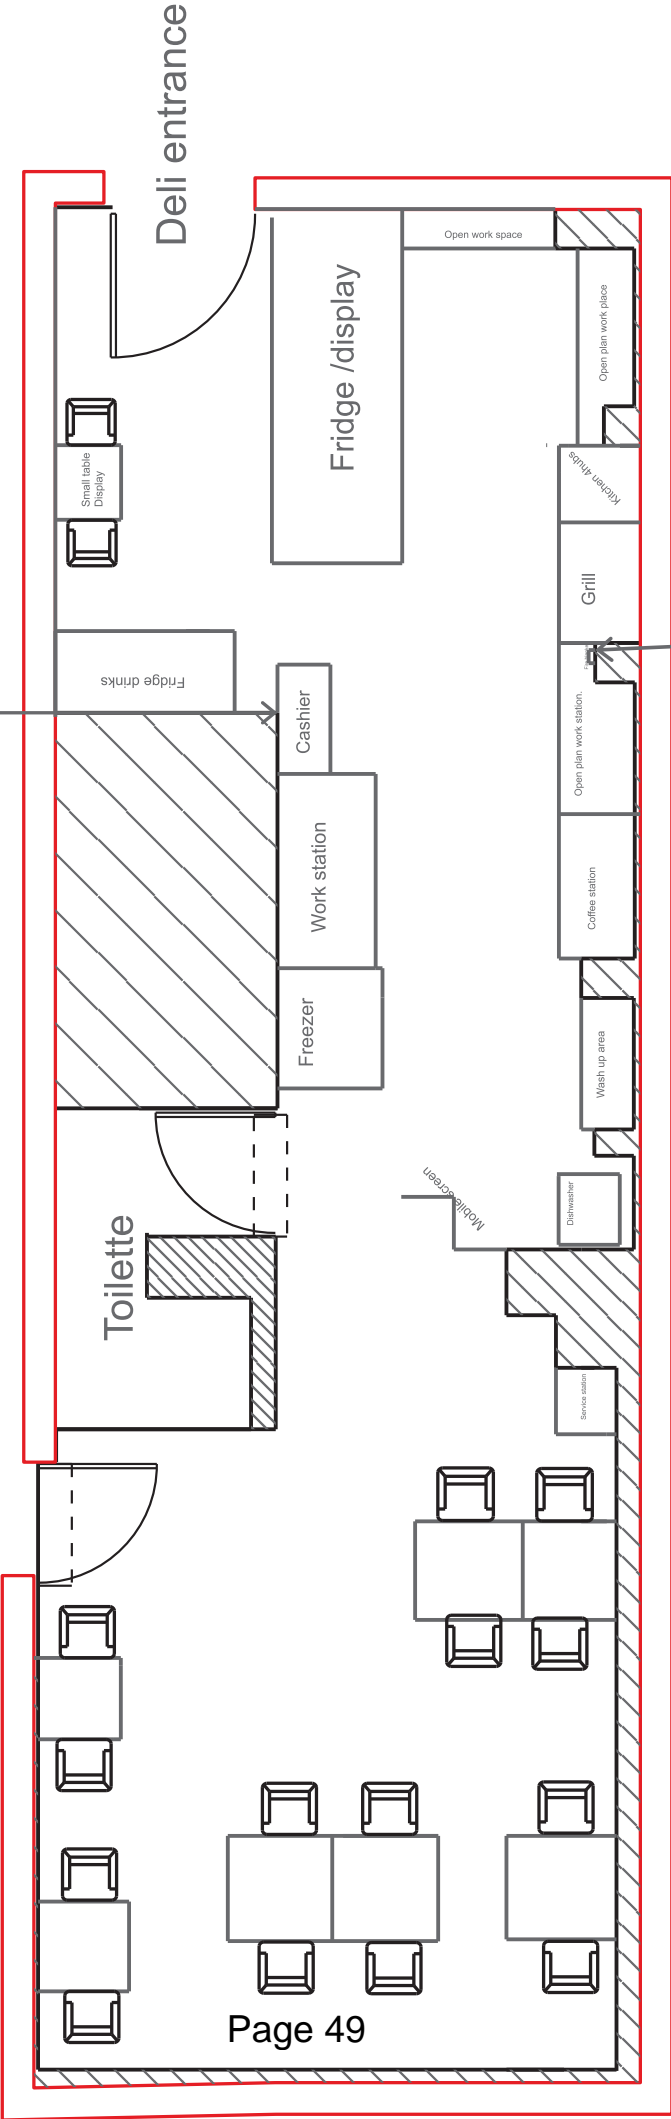 Deli entrance
Open work space
Fridge /display
Open plan work place
Small table
Display
Kitchen 4hubs
Grill
Fridge drinks
Cashier
Open plan work station.
Work station
Coffee station
Freezer
Wash up area
Mobile screen
Dishwasher
Toilette
Service station
Page 49